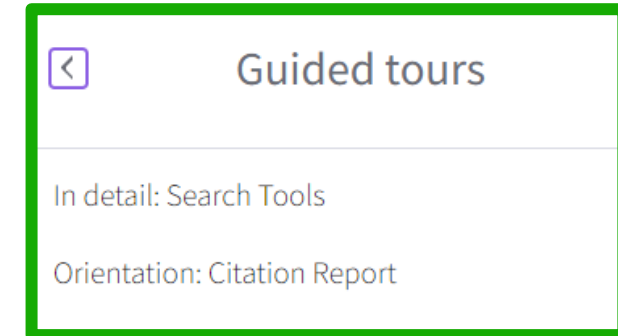 Guided tours
In detail: Search Tools
Orientation: Citation Report